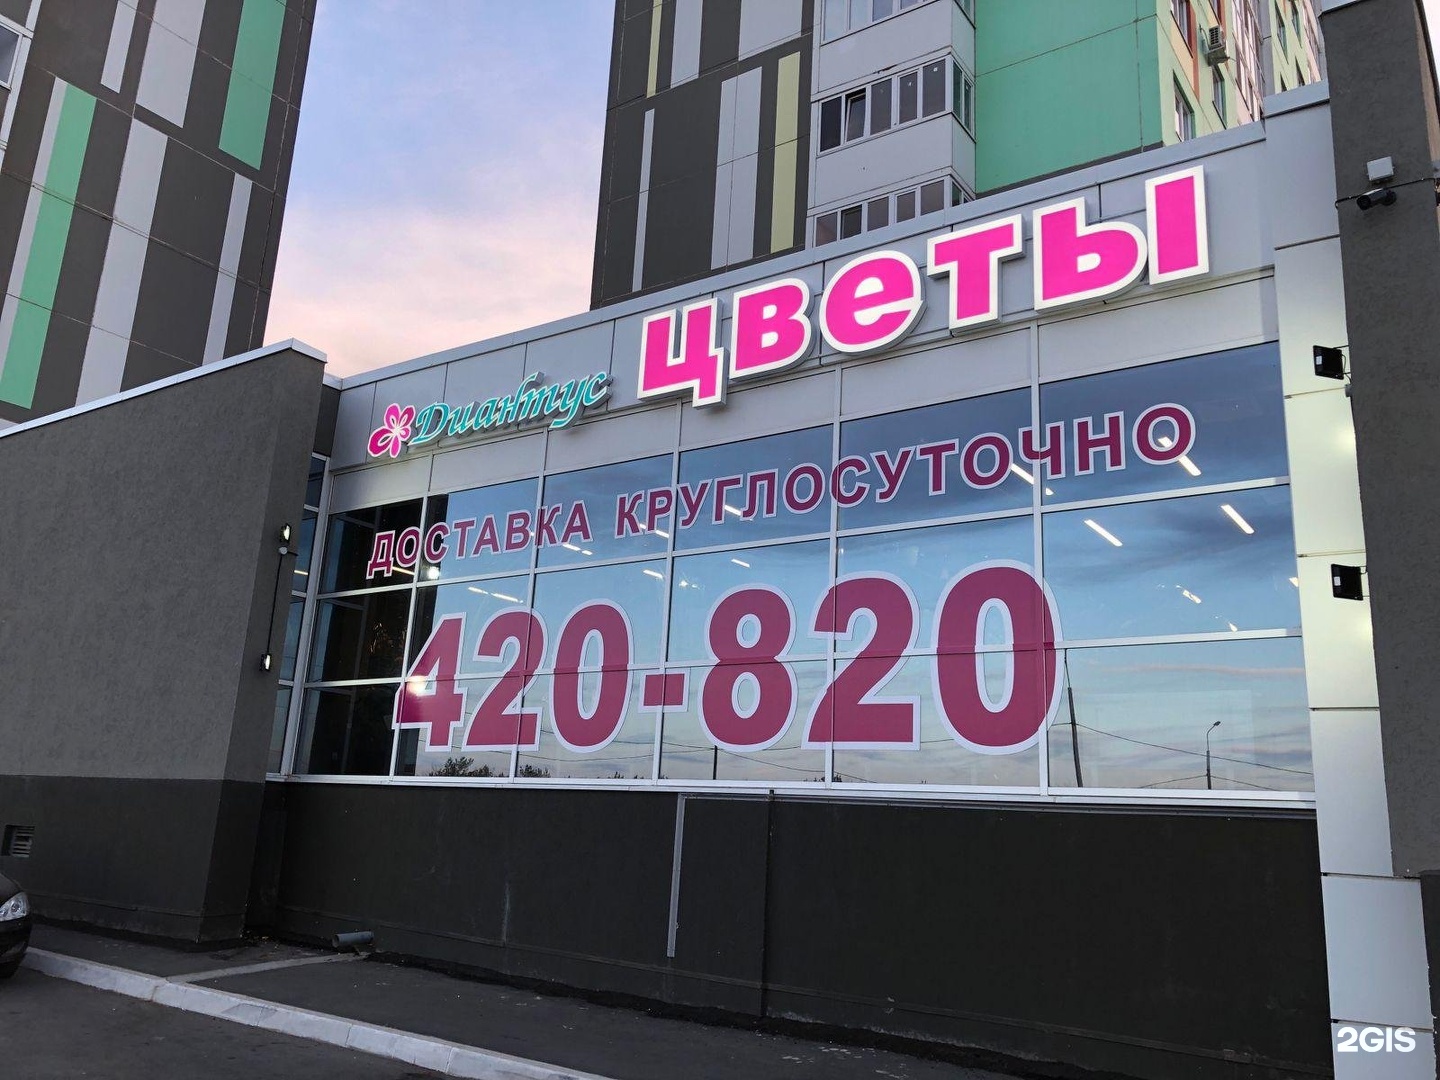 Диантус цветы
ДОСТАВКА КРУГЛОСУТОЧНО
420-820
2GIS